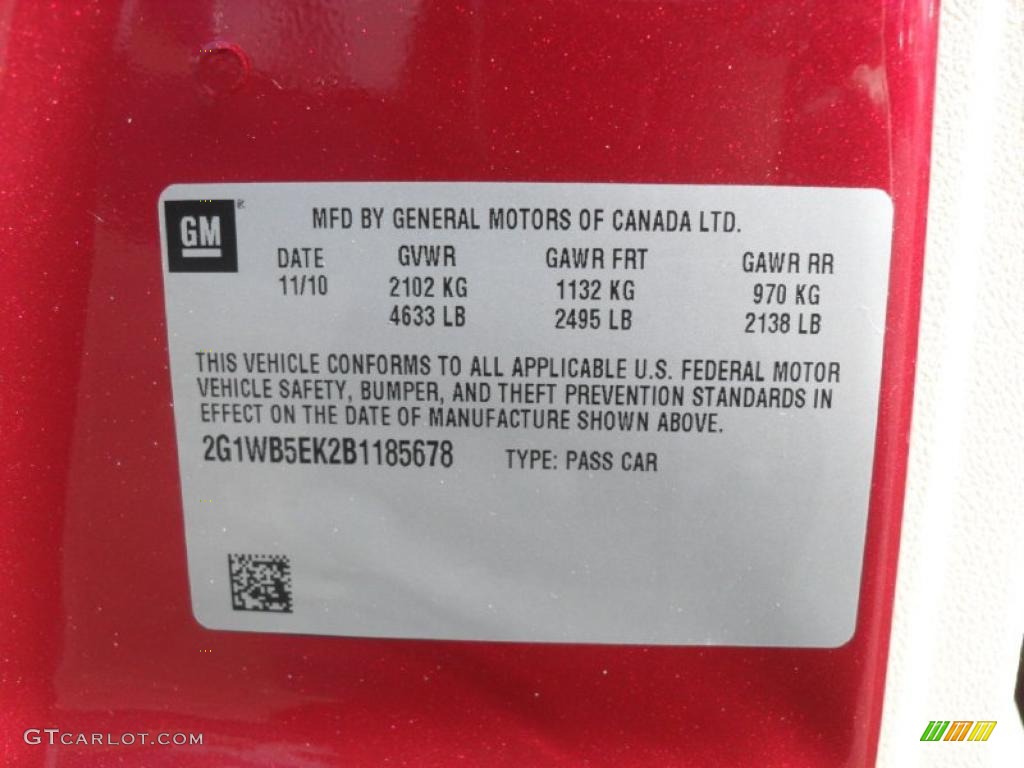 GM ®
MFD BY GENERAL MOTORS OF CANADA LTD.
DATE GVWR GAWR FRT GAWR RR
11/10 2102 KG 1132 KG 970 KG
4633 LB 2495 LB 2138 LB
THIS VEHICLE CONFORMS TO ALL APPLICABLE U.S. FEDERAL MOTOR
VEHICLE SAFETY, BUMPER, AND THEFT PREVENTION STANDARDS IN
EFFECT ON THE DATE OF MANUFACTURE SHOWN ABOVE.
2G1WB5EK2B1185678 TYPE: PASS CAR
GTCARLOT.COM